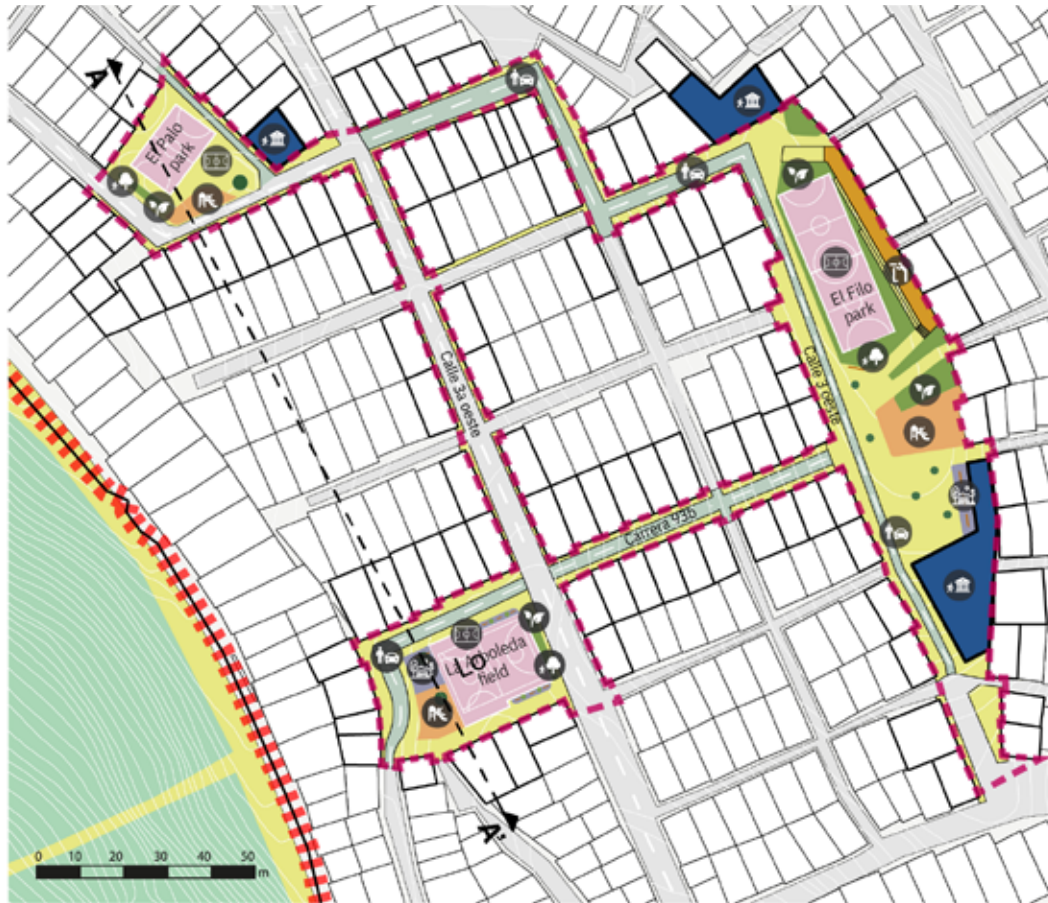 A
El Palo
park
El Filo
park
Calle 3a oeste
Calle 3 oeste
Carrera 93b
La Arboleda
field
Lo
A'
0 10 20 30 40 50
m